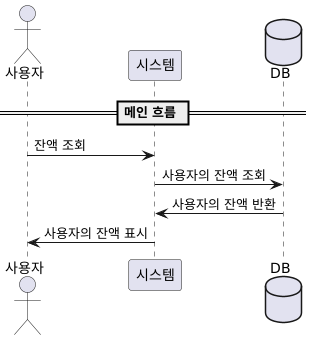 사용자
시스템
DB
메인 흐름
잔액 조회
사용자의 잔액 조회
사용자의 잔액 반환
사용자의 잔액 표시
사용자
시스템
DB